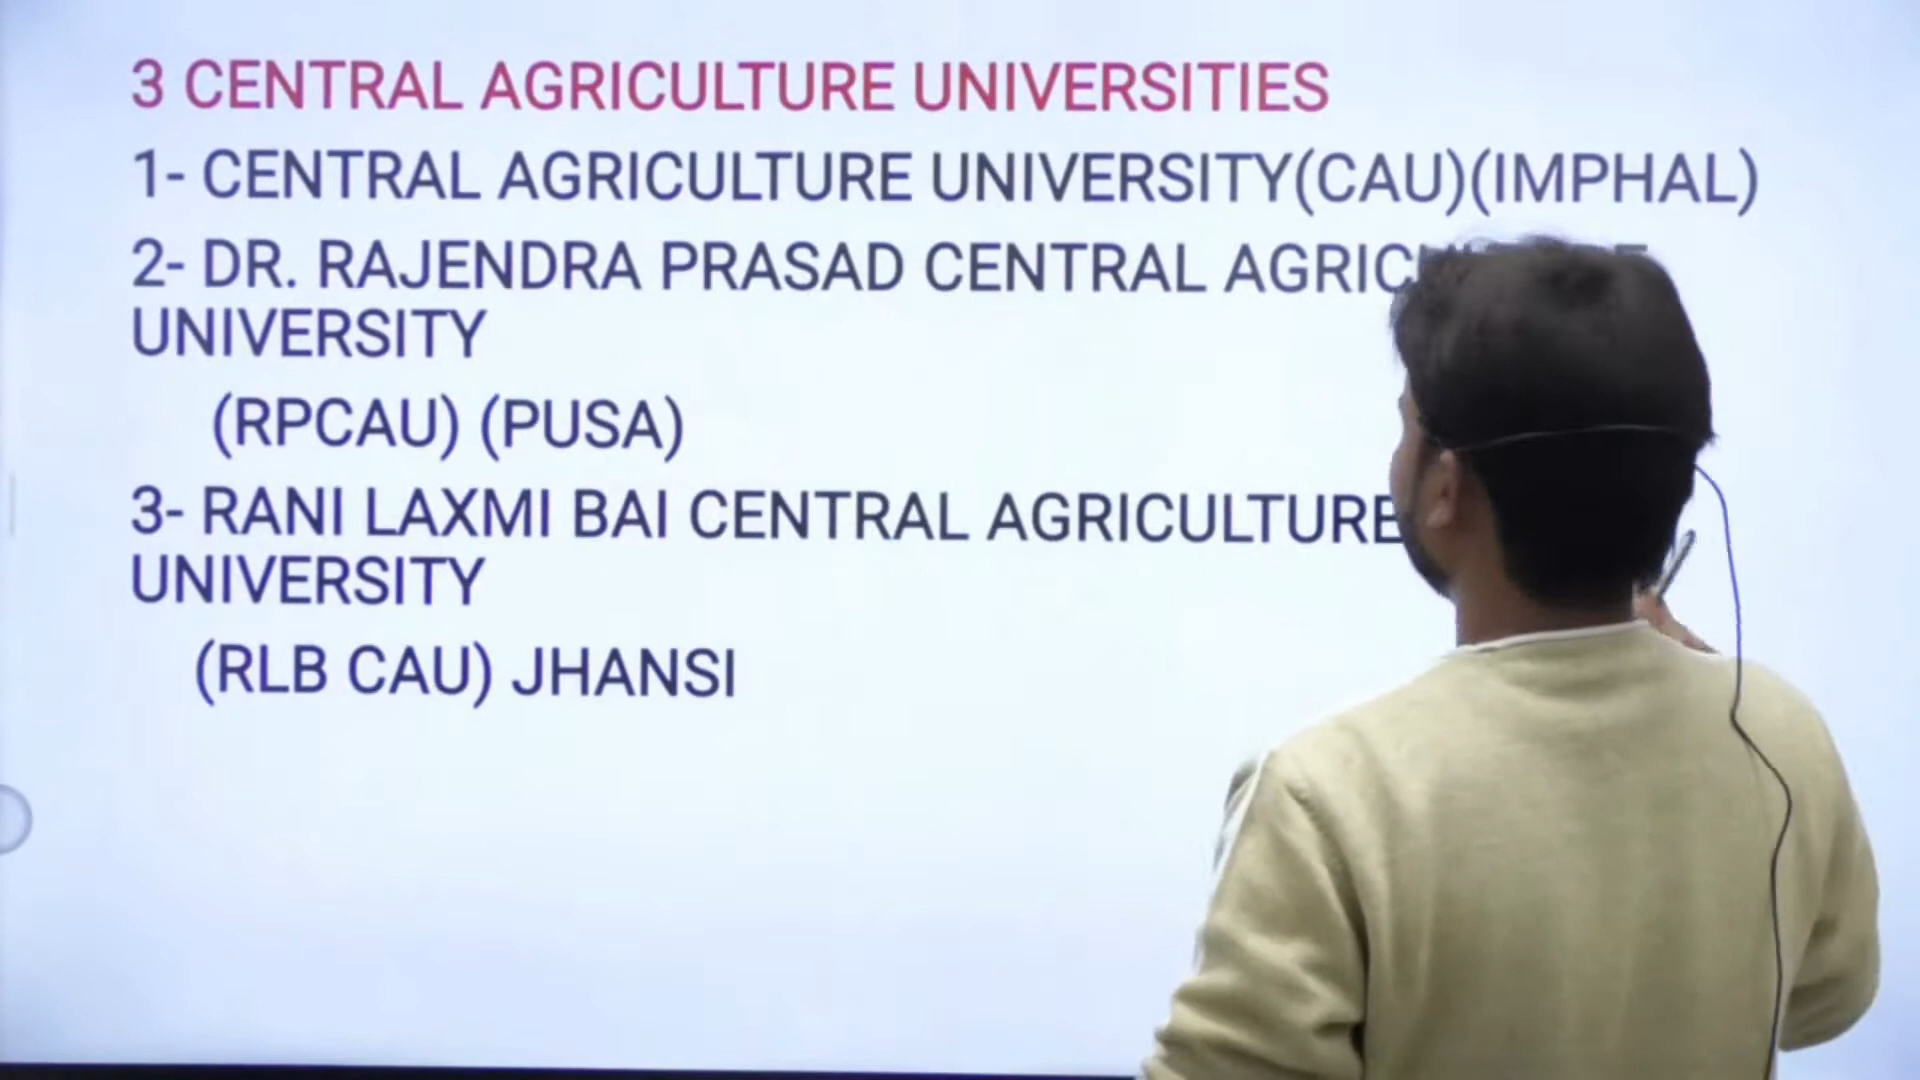 3 CENTRAL AGRICULTURE UNIVERSITIES
1- CENTRAL AGRICULTURE UNIVERSITY(CAU)(IMPHAL)
2- DR. RAJENDRA PRASAD CENTRAL
UNIVERSITY
(RPCAU) (PUSA)
3- RANI LAXMI BAI CENTRAL AGRICULTURE
UNIVERSITY
(RLB CAU) JHANSI